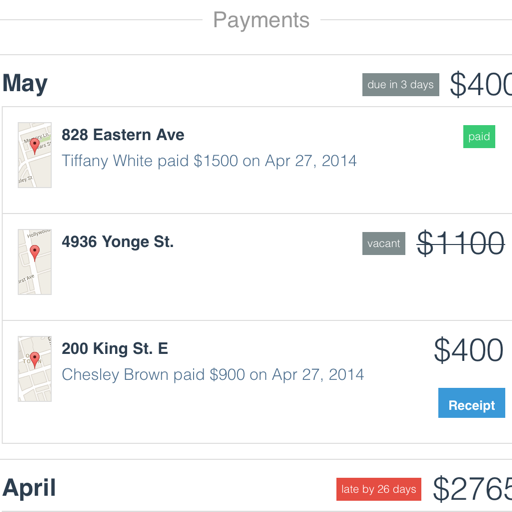 Payments
May
due in 3 days
$400
828 Eastern Ave
paid
Tiffany White paid $1500 on Apr 27, 2014
4936 Yonge St.
vacant
$1100
200 King St. E
$400
Chesley Brown paid $900 on Apr 27, 2014
Receipt
April
late by 26 days
$2765